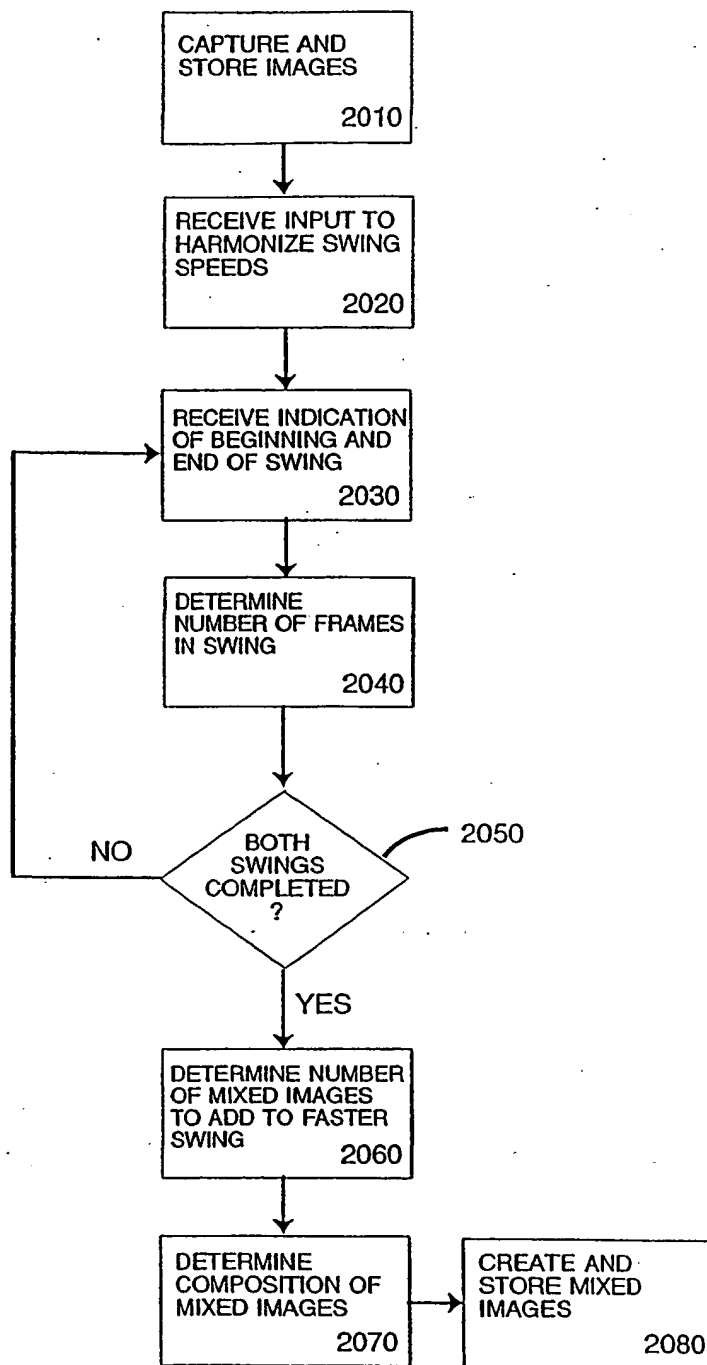 CAPTURE AND
STORE IMAGES
2010
RECEIVE INPUT TO
HARMONIZE SWING
SPEEDS
2020
RECEIVE INDICATION
OF BEGINNING AND
END OF SWING
2030
DETERMINE
NUMBER OF FRAMES
IN SWING
2040
BOTH
SWINGS
COMPLETED
?
2050
NO
YES
DETERMINE NUMBER
OF MIXED IMAGES
TO ADD TO FASTER
SWING
2060
DETERMINE
COMPOSITION OF
MIXED IMAGES
2070
CREATE AND
STORE MIXED
IMAGES
2080